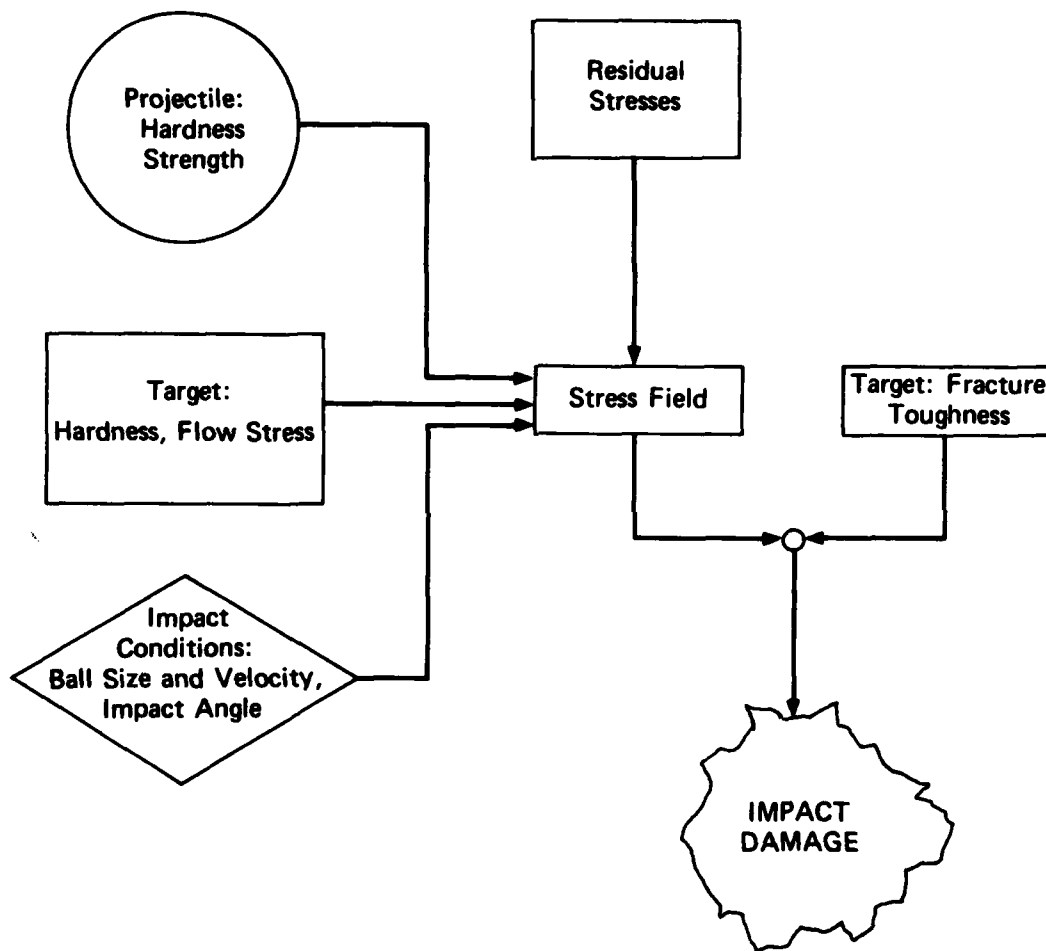 Projectile:
Hardness
Strength
Residual
Stresses
Target:
Hardness, Flow Stress
Stress Field
Target: Fracture
Toughness
Impact
Conditions:
Ball Size and Velocity,
Impact Angle
IMPACT
DAMAGE